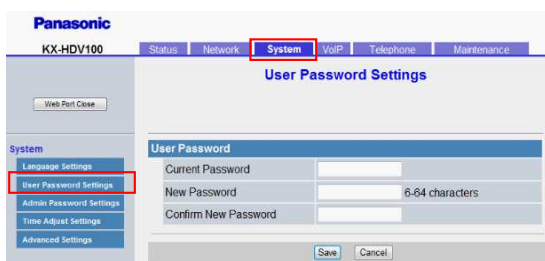 Panasonic
KX-HDV100
Status Network System VoIP Telephone Maintenance
User Password Settings
Web Port Close
System
Language Settings
User Password Settings
Admin Password Settings
Time Adjust Settings
Advanced Settings
User Password
Current Password
New Password 6-64 characters
Confirm New Password
Save Cancel